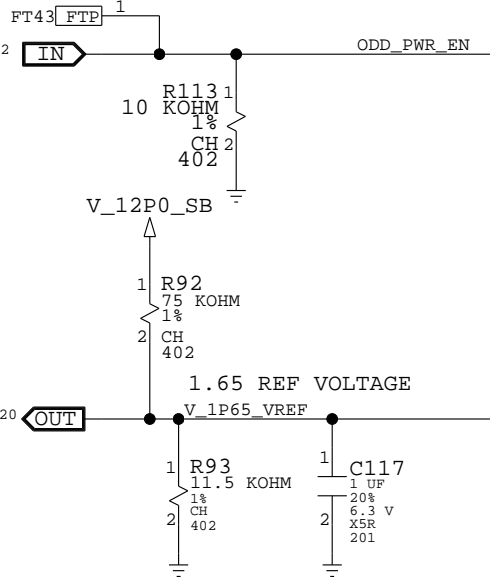 FT43 FTP 1
2 IN ODD_PWR_EN
R113 1
10 KOHM
1%
CH 2
402
V_12P0_SB
1 R92
75 KOHM
1%
2 CH
402
1.65 REF VOLTAGE
20 OUT V_1P65_VREF
1 R93
11.5 KOHM
1%
CH
2 402
1 C117
1 UF
20%
6.3 V
2 X5R
201